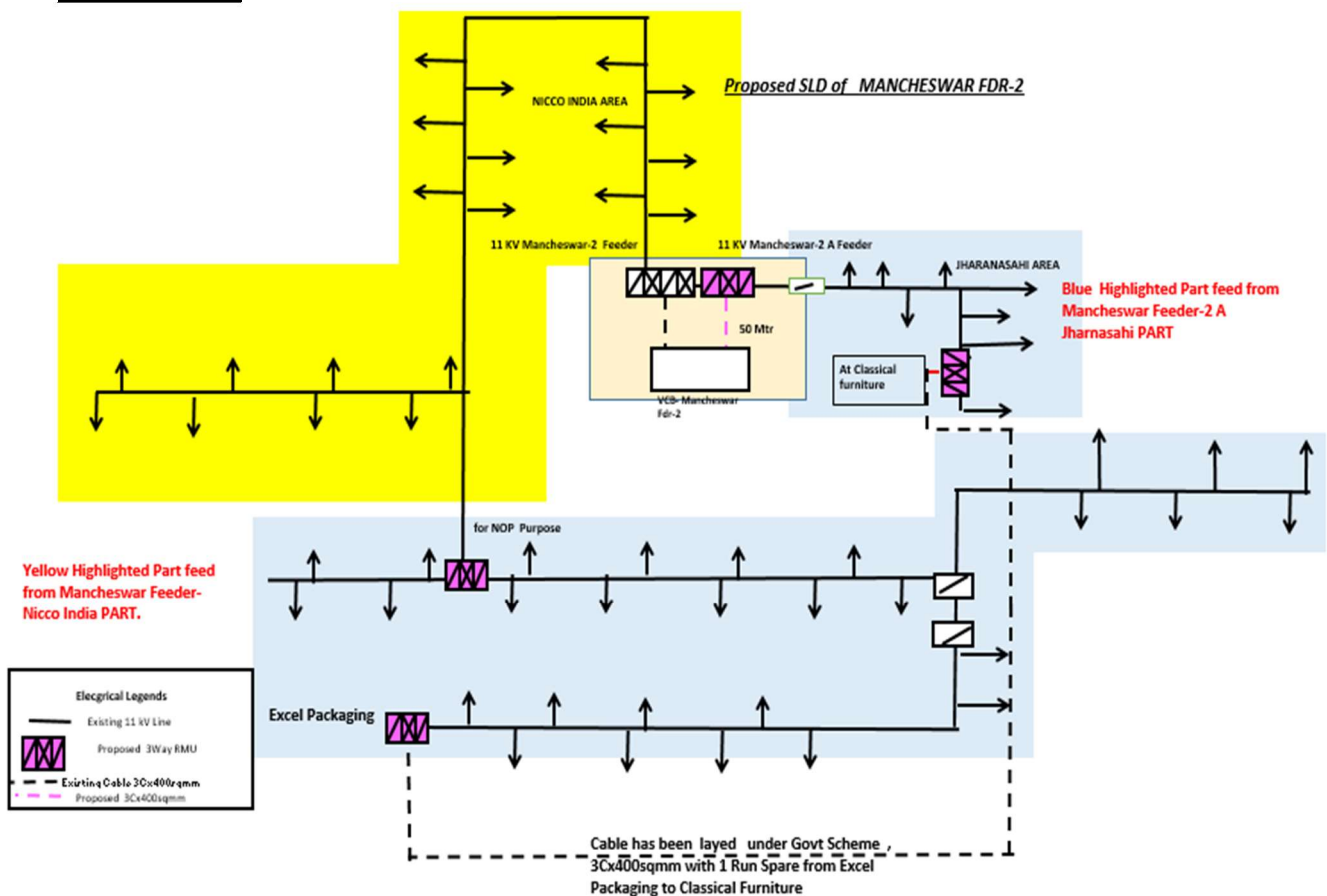 Proposed SLD of MANCHESWAR FDR-2
NICCO INDIA AREA
11 KV Mancheswar-2 Feeder
11 KV Mancheswar-2 A Feeder
JHARANASAHI AREA
Blue Highlighted Part feed from
Mancheswar Feeder-2 A
Jharnasahi PART
50 Mtr
At Classical
furniture
VCB- Mancheswar
Fdr-2
for NOP Purpose
Yellow Highlighted Part feed
from Mancheswar Feeder-
Nicco India PART.
Excel Packaging
Elecgrical Legends
Existing 11 kV Line
Proposed 3Way RMU
Existing Cable 3Cx400sqmm
Proposed 3Cx400sqmm
Cable has been layed under Govt Scheme ,
3Cx400sqmm with 1 Run Spare from Excel
Packaging to Classical Furniture